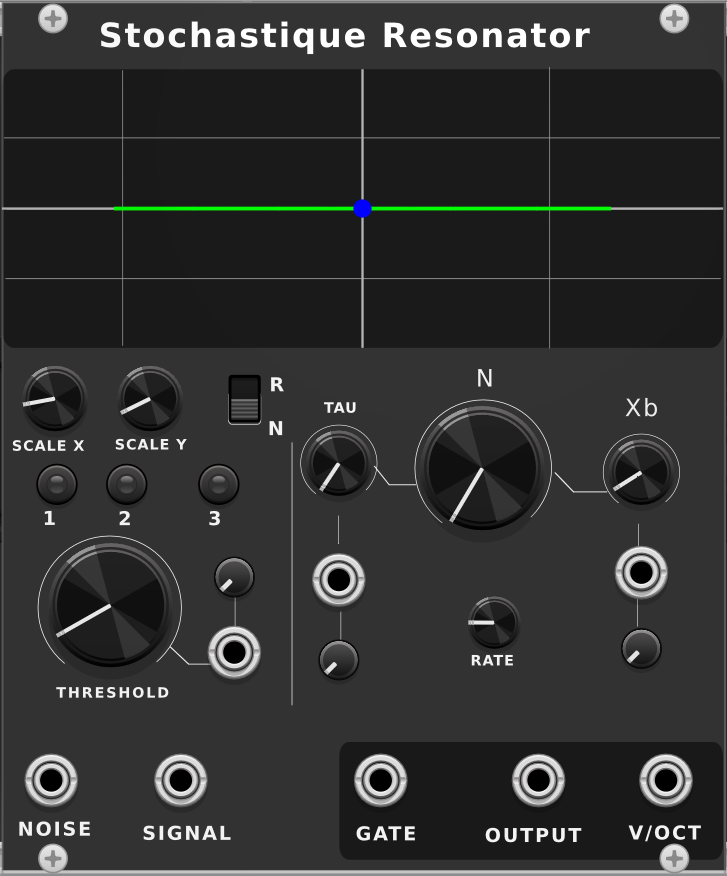 Stochastique Resonator
R
N
SCALE X
SCALE Y
1
2
3
THRESHOLD
TAU
N
Xb
RATE
NOISE
SIGNAL
GATE
OUTPUT
V/OCT